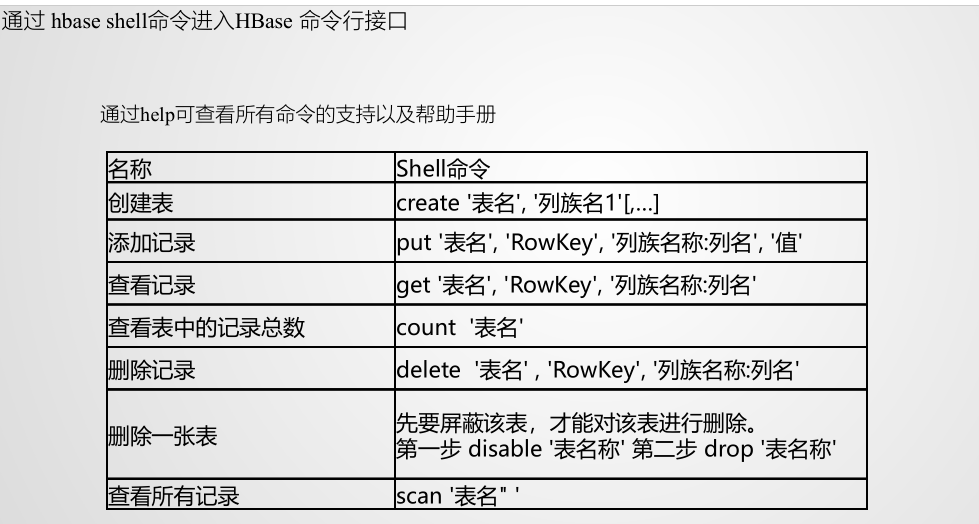 通过 hbase shell命令进入HBase 命令行接口
通过help可查看所有命令的支持以及帮助手册
名称 Shell命令
创建表 create '表名', '列族名1'[,…]
添加记录 put '表名', 'RowKey', '列族名称:列名', '值'
查看记录 get '表名', 'RowKey', '列族名称:列名'
查看表中的记录总数 count  '表名'
删除记录 delete  '表名' , 'RowKey', '列族名称:列名'
删除一张表 先要屏蔽该表，才能对该表进行删除。
第一步 disable '表名称' 第二步 drop '表名称'
查看所有记录 scan '表名" '